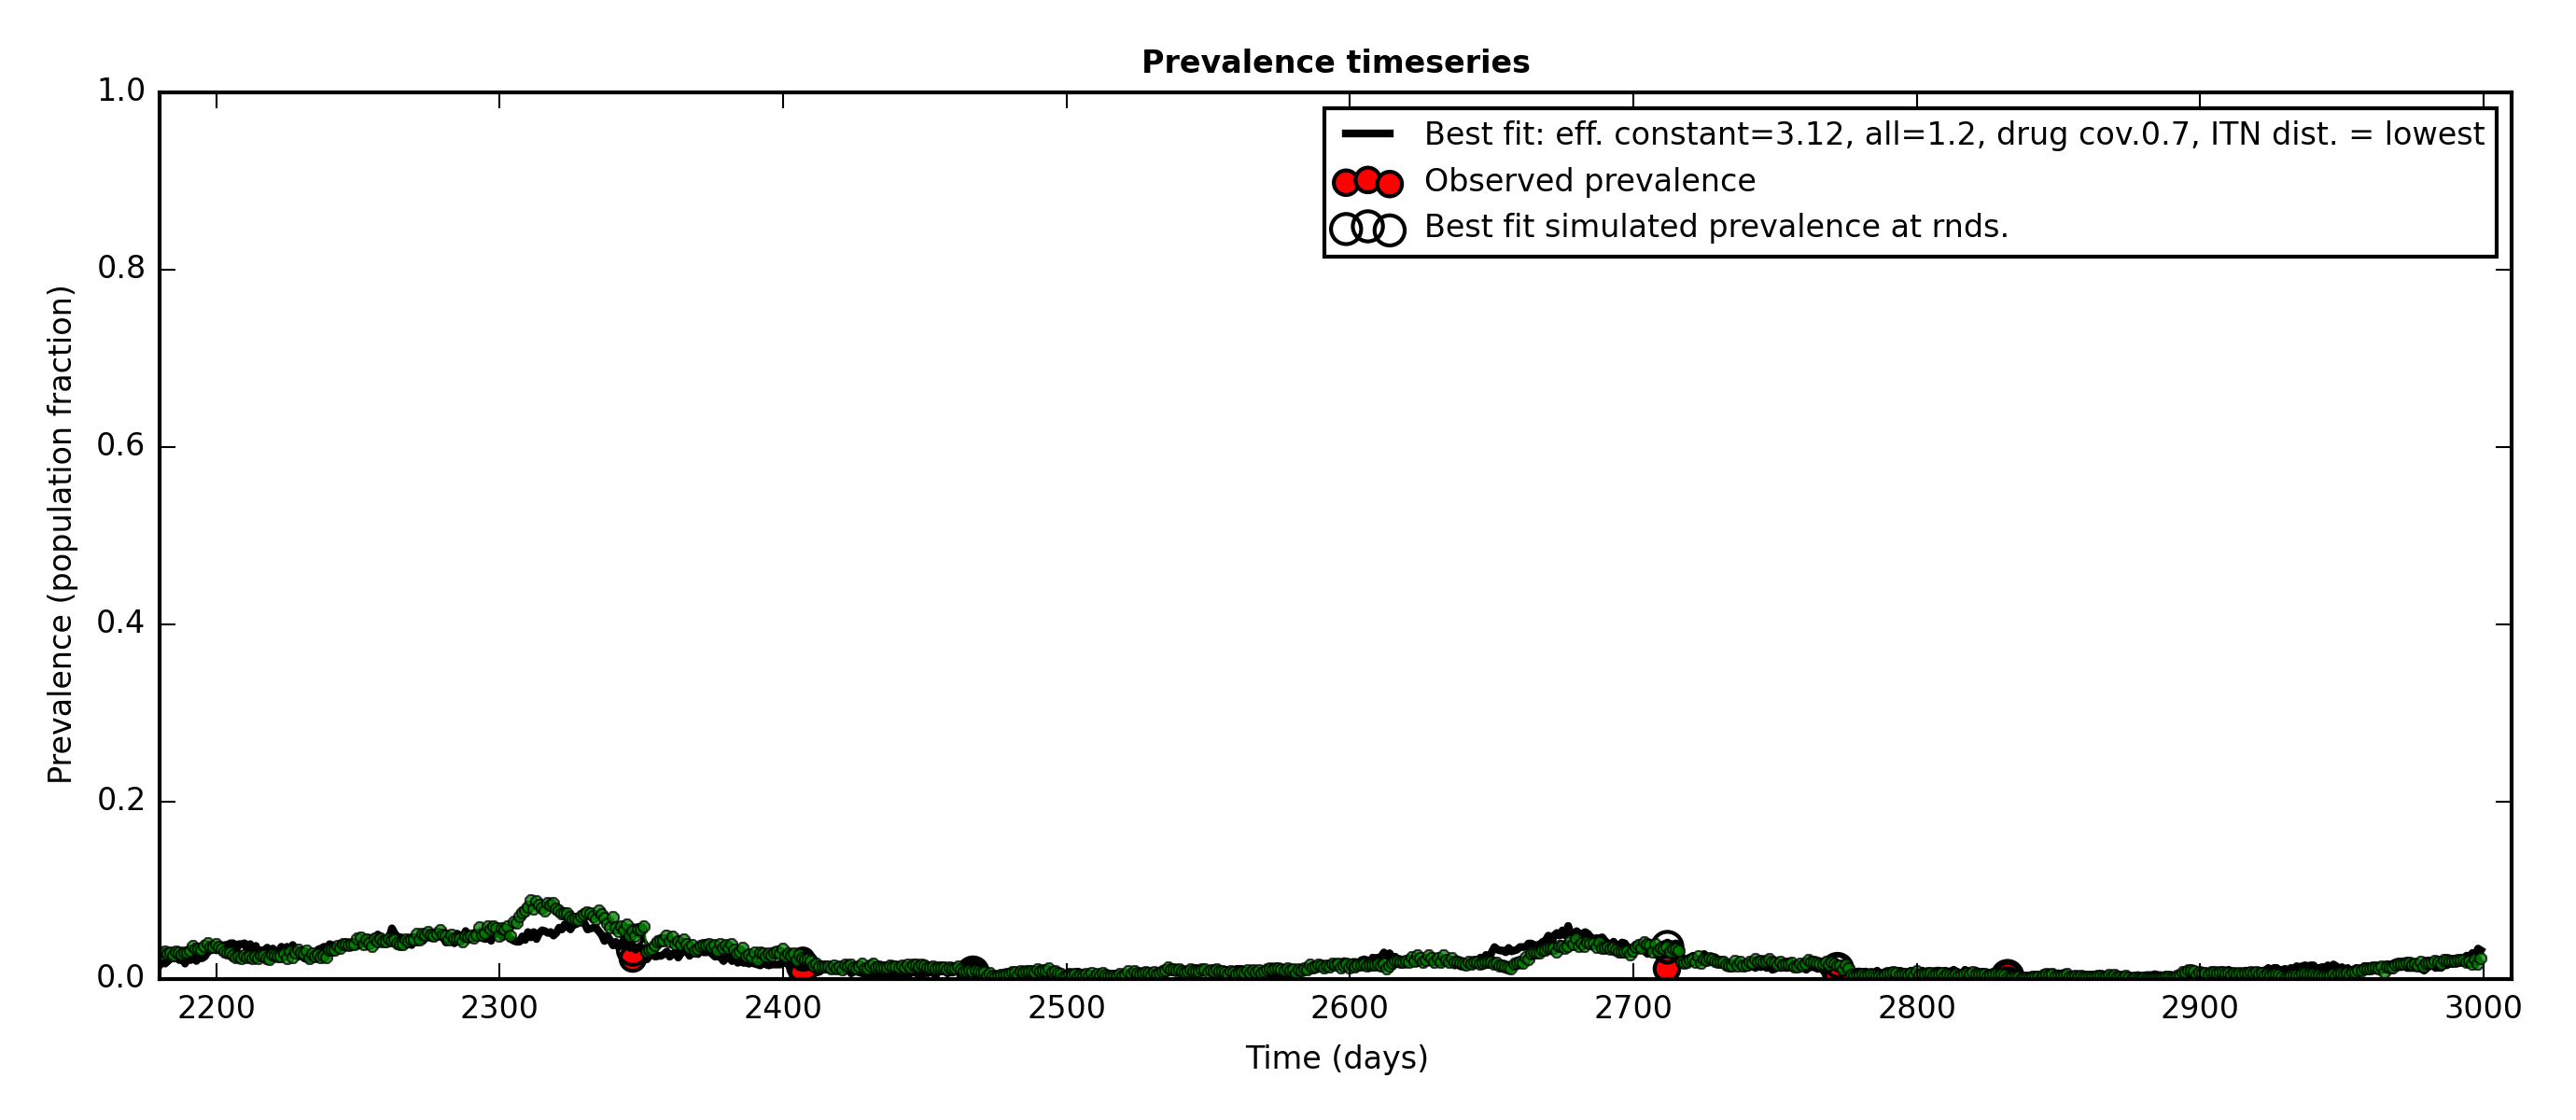 Prevalence timeseries
1.0
0.8
0.6
0.4
0.2
0.0
Prevalence (population fraction)
Best fit: eff. constant=3.12, all=1.2, drug cov.0.7, ITN dist. = lowest
Observed prevalence
Best fit simulated prevalence at rnds.
2200 2300 2400 2500 2600 2700 2800 2900 3000
Time (days)